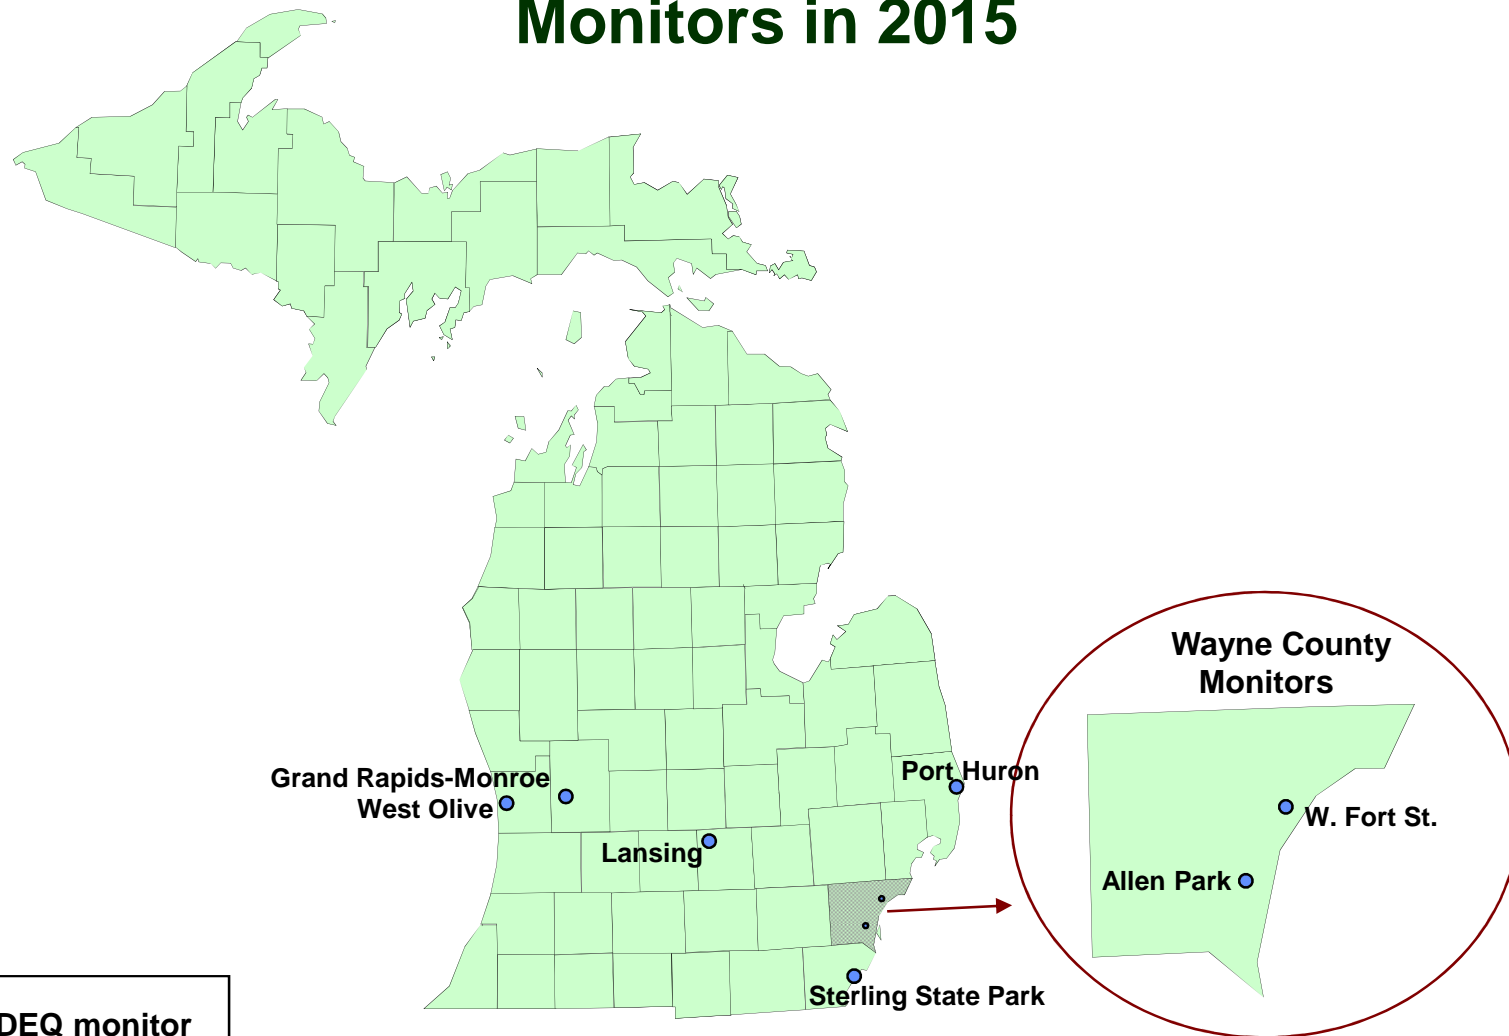 Monitors in 2015
Wayne County
Monitors
Grand Rapids-Monroe
West Olive
Port Huron
W. Fort St.
Lansing
Allen Park
Sterling State Park
DEQ monitor